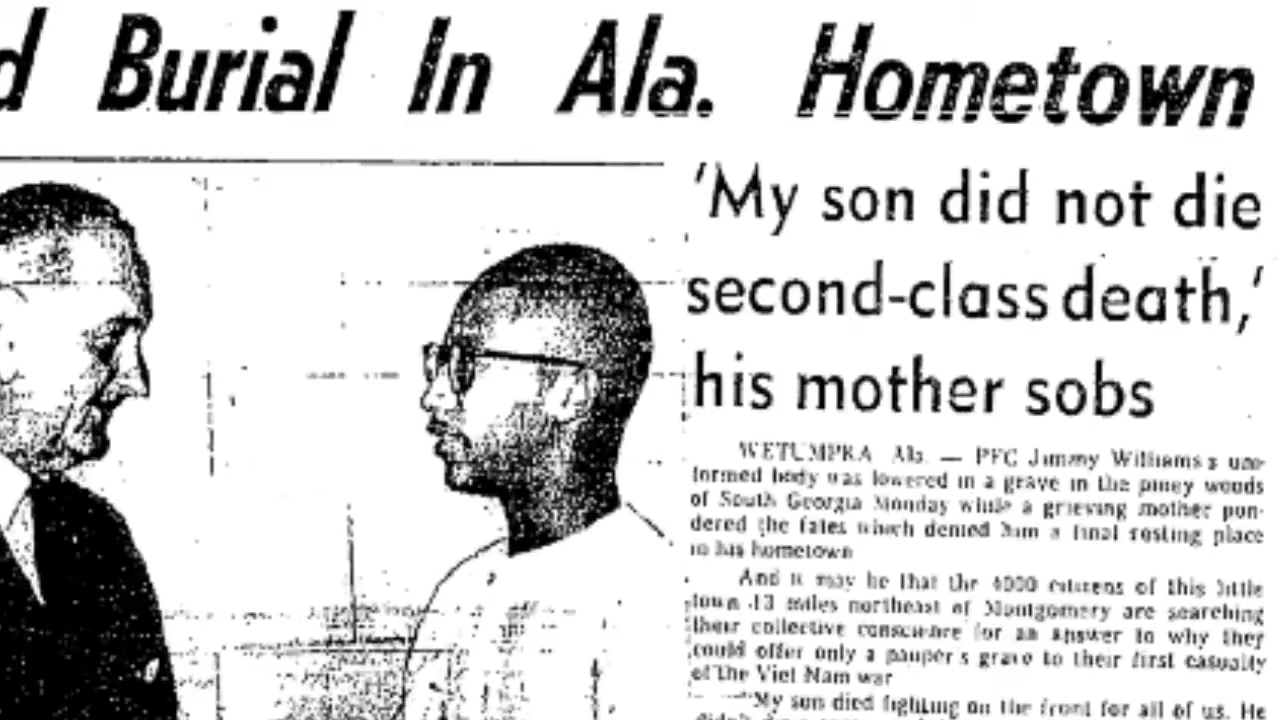 d Burial In Ala. Hometown
'My son did not die
second-class death,'
his mother sobs
WETUMPKA Ala. — PFC Jimmy Williams's uni-
formed body was lowered in a grave in the piney woods
of South Georgia Monday while a grieving mother pon-
dered the fates which denied him a final resting place
in his hometown
And it may be that the 4000 citizens of this little
town 13 miles northeast of Montgomery are searching
their collective conscience for an answer to why they
could offer only a pauper's grave to their first casualty
of the Viet Nam war
"My son died fighting on the front for all of us. He